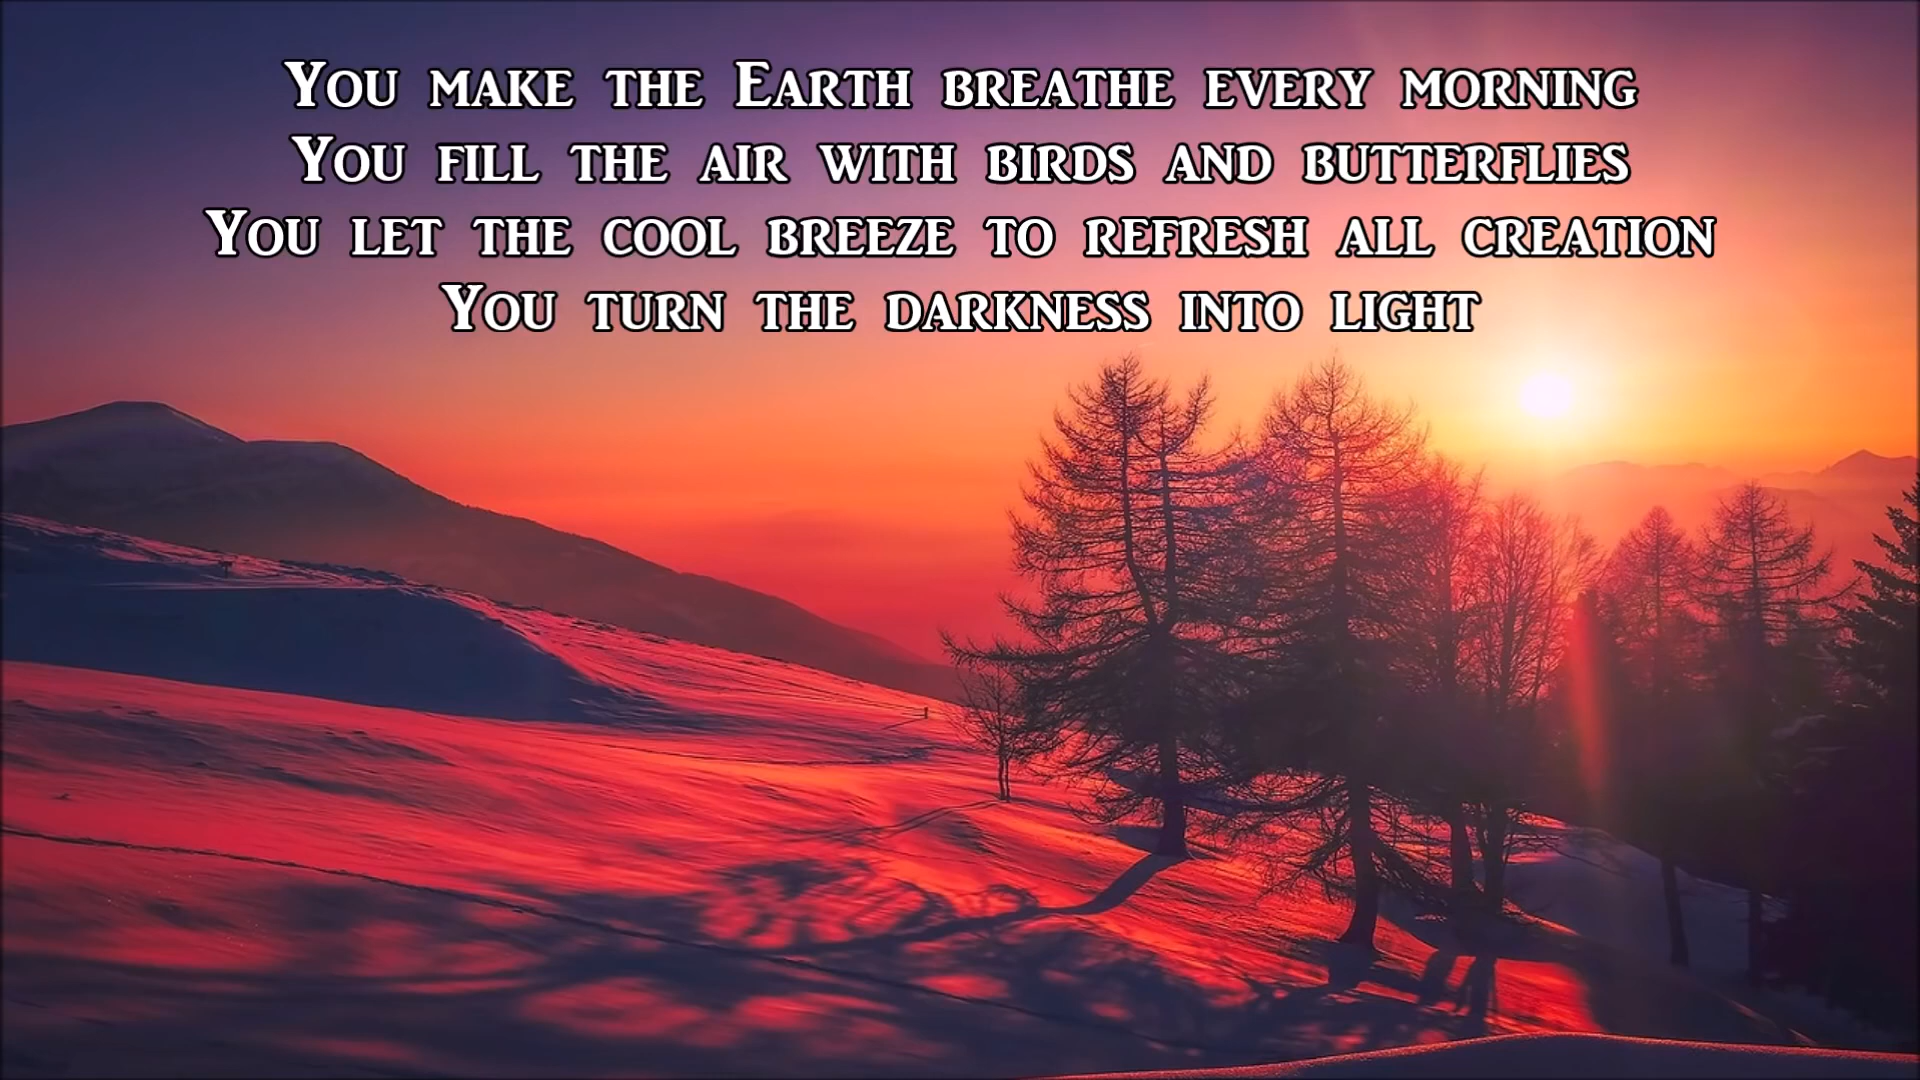 You make the Earth breathe every morning
You fill the air with birds and butterflies
You let the cool breeze to refresh all creation
You turn the darkness into light